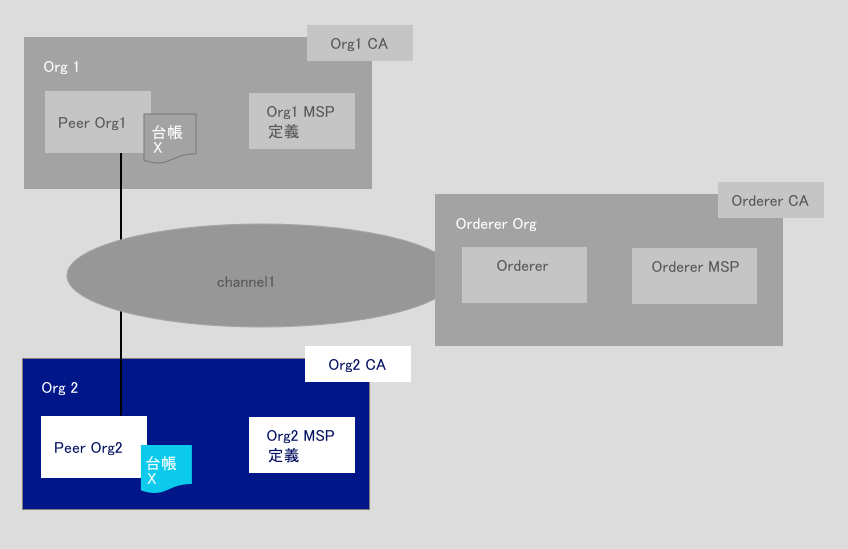 Org1 CA
Org 1
Peer Org1
台帳
X
Org1 MSP
定義
Orderer CA
Orderer Org
Orderer
Orderer MSP
channel1
Org2 CA
Org 2
Peer Org2
台帳
X
Org2 MSP
定義